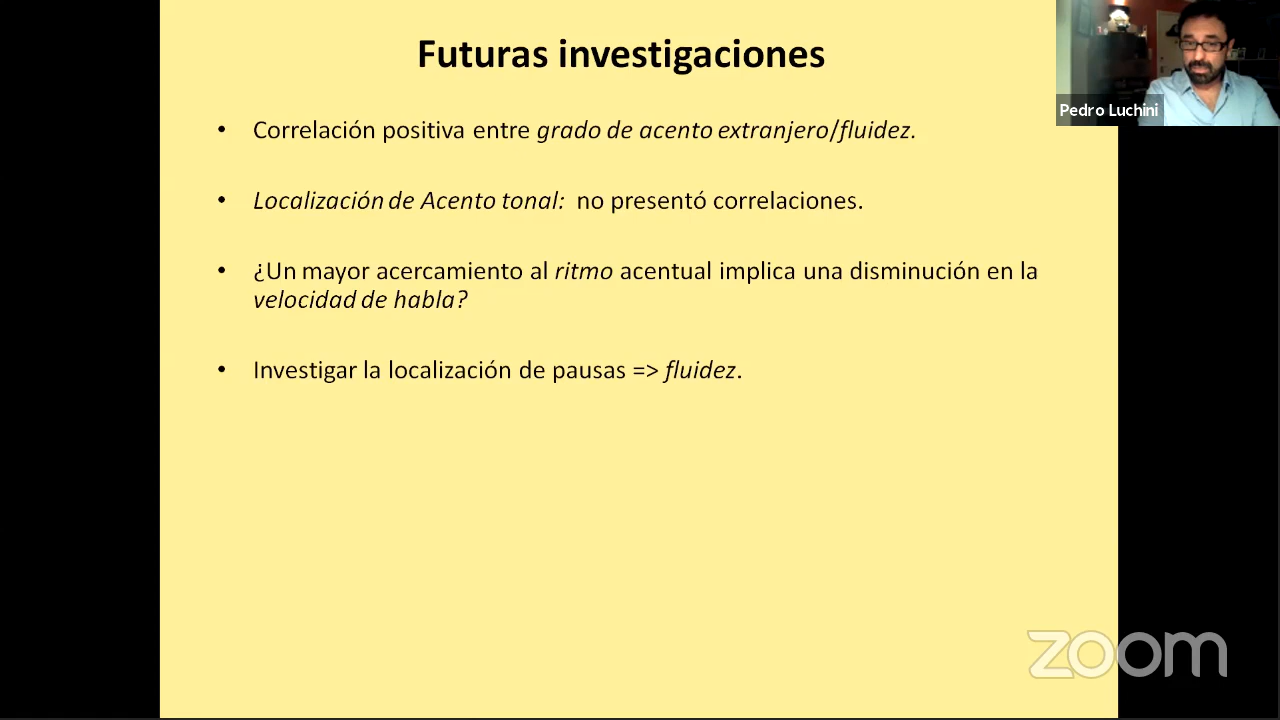 Futuras investigaciones
Pedro Luchini
• Correlación positiva entre grado de acento extranjero/fluidez.
• Localización de Acento tonal: no presentó correlaciones.
• ¿Un mayor acercamiento al ritmo acentual implica una disminución en la
velocidad de habla?
• Investigar la localización de pausas => fluidez.
zoom